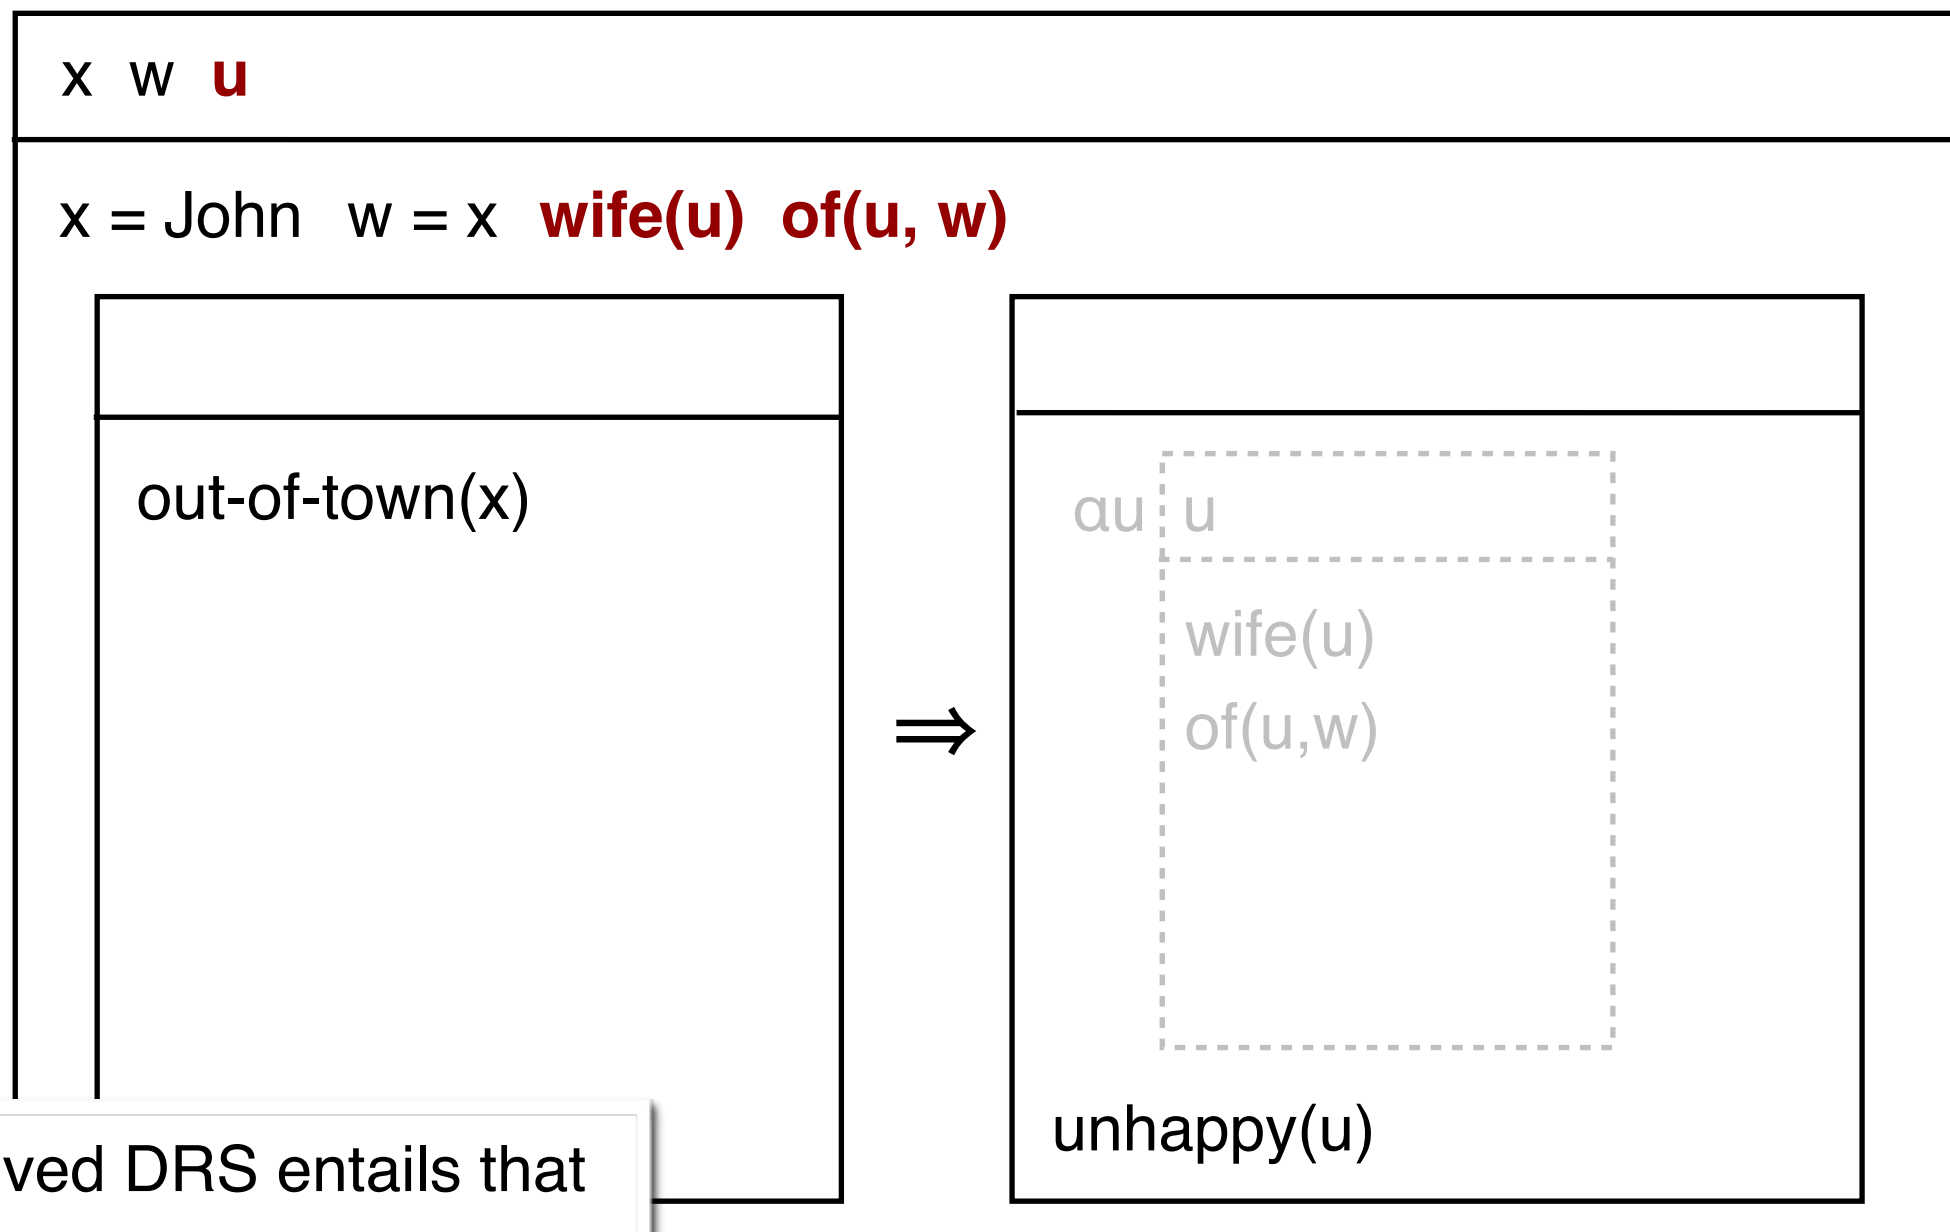 x w u
x = John w = x wife(u) of(u, w)
out-of-town(x)
αu u
wife(u)
of(u,w)
⇒
unhappy(u)
ved DRS entails that